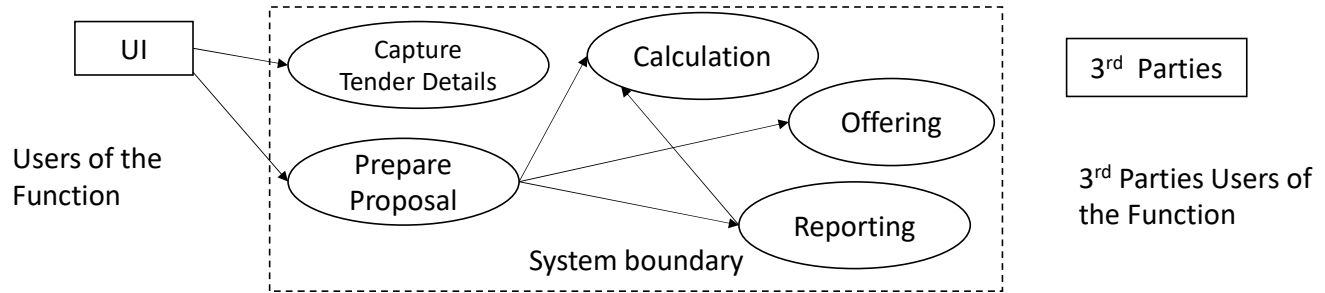 UI
Capture
Tender Details
Calculation
3rd Parties
Offering
Users of the
Function
Prepare
Proposal
3rd Parties Users of
the Function
Reporting
System boundary